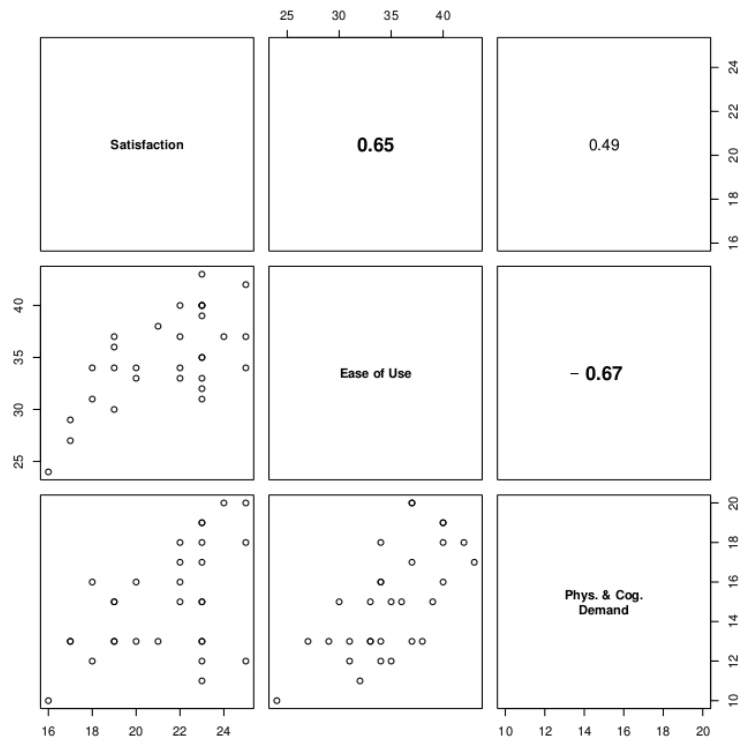 25 30 35 40
Satisfaction
0.65
0.49
16 18 20 22 24
25 30 35 40
Ease of Use
– 0.67
Phys. & Cog.
Demand
10 12 14 16 18 20
16 18 20 22 24
10 12 14 16 18 20